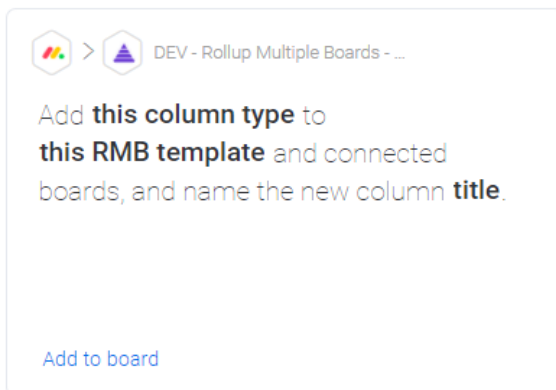 DEV - Rollup Multiple Boards - ...
Add this column type to
this RMB template and connected
boards, and name the new column title.
Add to board